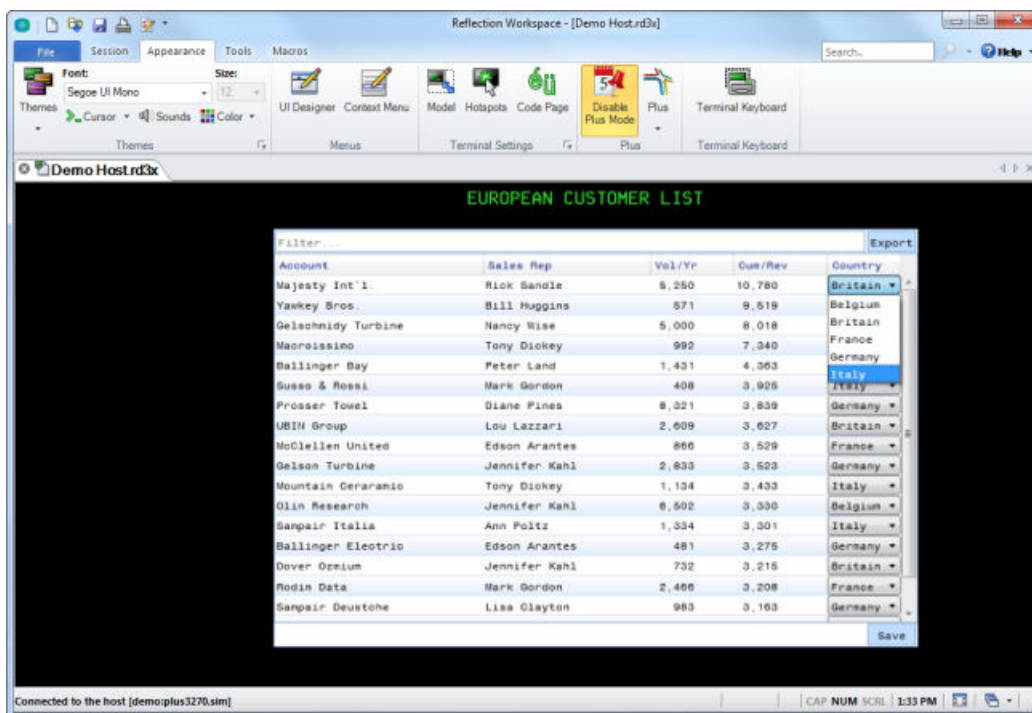 Reflection Workspace - [Demo Host.rd3x]
File Session Appearance Tools Macros Search... Help
Font: Size:
Segoe UI Mono 12
Themes Cursor Sounds Color
UI Designer Context Menu
Model Hotspots Code Page
Disable Plus Mode
Plus
Terminal Keyboard
Themes Menus Terminal Settings Plus Terminal Keyboard
Demo Host.rd3x
EUROPEAN CUSTOMER LIST
Filter... Export
Account Sales Rep Vol/Yr Cum/Rev Country
Majesty Int'l. Rick Sandle 5,250 10,780 Britain
Yawkey Bros. Bill Huggins 571 9,519 Belgium
Gelschmidy Turbine Nancy Wise 5,000 8,018 Britain
Macroissimo Tony Dickey 992 7,340 France
Ballinger Bay Peter Land 1,431 4,363 Germany
Italy
Susso & Rossi Mark Gordon 408 3,925 Italy
Prosser Towel Diane Pines 8,321 3,839 Germany
UBIN Group Lou Lazzari 2,609 3,627 Britain
McClellen United Edson Arantes 866 3,529 France
Gelson Turbine Jennifer Kahl 2,833 3,523 Germany
Mountain Ceraramic Tony Dickey 1,134 3,433 Italy
Olin Research Jennifer Kahl 6,502 3,330 Belgium
Sampair Italia Ann Poltz 1,334 3,301 Italy
Ballinger Electric Edson Arantes 481 3,275 Germany
Dover Ozmium Jennifer Kahl 732 3,215 Britain
Rodin Data Mark Gordon 2,466 3,208 France
Sampair Deustche Lisa Clayton 983 3,163 Germany
Save
Connected to the host [demo:plus3270.sim] CAP NUM SCRL 1:33 PM